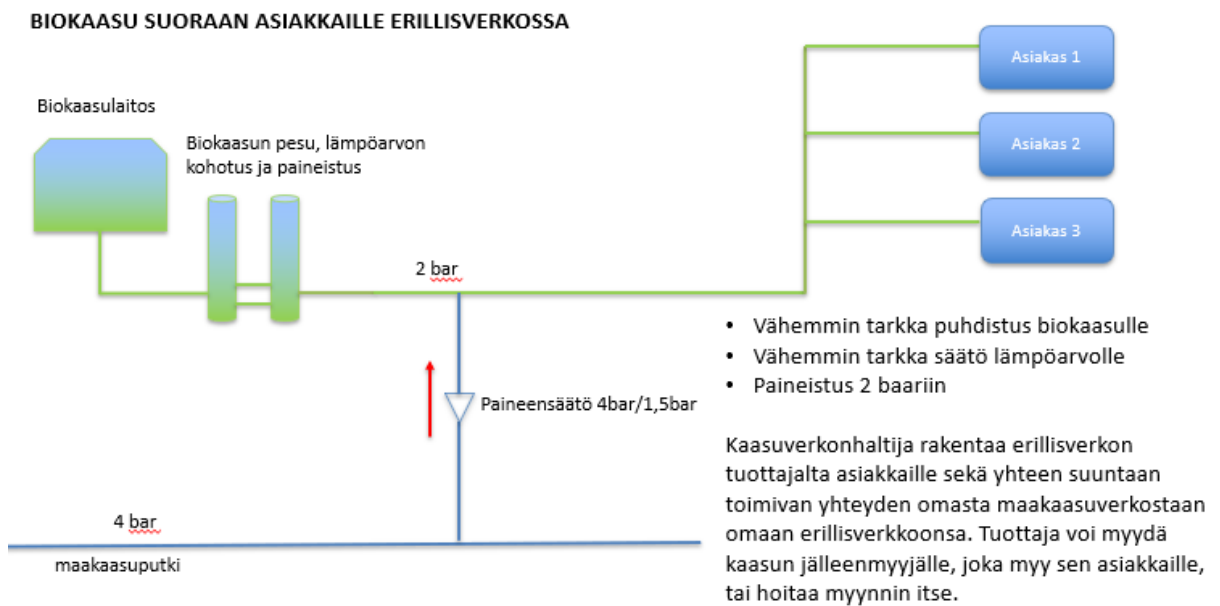 BIOKAASU SUORAAN ASIAKKAILLE ERILLISVERKOSSA
Asiakas 1
Biokaasulaitos
Biokaasun pesu, lämpöarvon
kohotus ja paineistus
Asiakas 2
Asiakas 3
2 bar
• Vähemmin tarkka puhdistus biokaasulle
• Vähemmin tarkka säätö lämpöarvolle
• Paineistus 2 baariin
Paineensäätö 4bar/1,5bar
Kaasuverkonhaltija rakentaa erillisverkon
tuottajalta asiakkaille sekä yhteen suuntaan
toimivan yhteyden omasta maakaasuverkostaan
omaan erillisverkkoonsa. Tuottaja voi myydä
kaasun jälleenmyyjälle, joka myy sen asiakkaille,
tai hoitaa myynnin itse.
4 bar
maakaasuputki